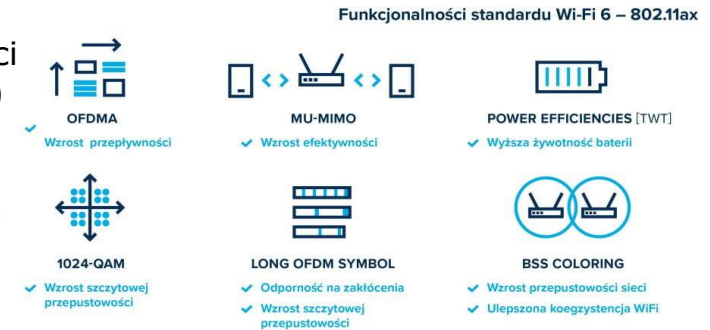 Funkcjonalności standardu Wi-Fi 6 – 802.11ax
ci
)
OFDMA
Wzrost przepływności
MU-MIMO
Wzrost efektywności
POWER EFFICIENCIES [TWT]
Wyższa żywotność baterii
1024-QAM
Wzrost szczytowej
przepustowości
LONG OFDM SYMBOL
Odporność na zakłócenia
Wzrost szczytowej
przepustowości
BSS COLORING
Wzrost przepustowości sieci
Ulepszona koegzystencja WiFi